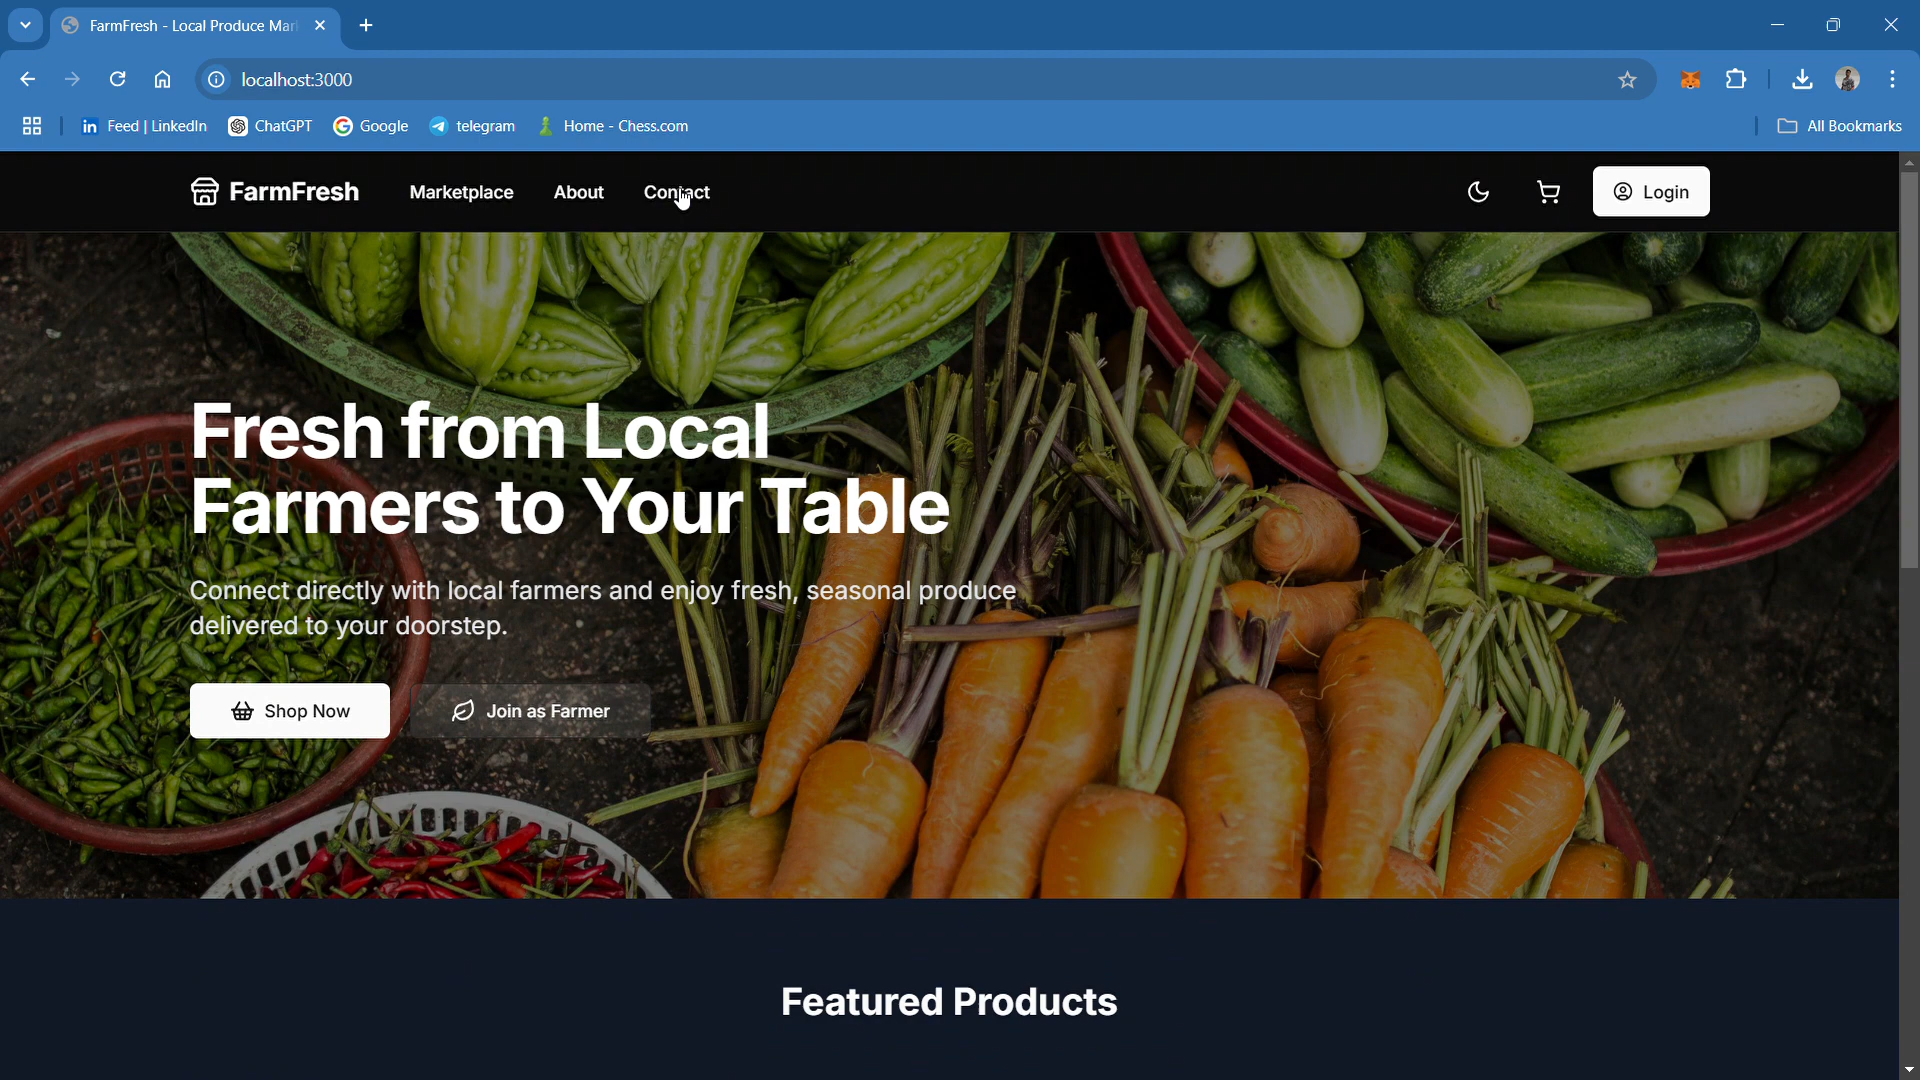 FarmFresh - Local Produce Mar
localhost:3000
Feed | LinkedIn
ChatGPT
Google
telegram
Home - Chess.com
All Bookmarks
FarmFresh
Marketplace
About
Contact
Login
Fresh from Local
Farmers to Your Table
Connect directly with local farmers and enjoy fresh, seasonal produce
delivered to your doorstep.
Shop Now
Join as Farmer
Featured Products